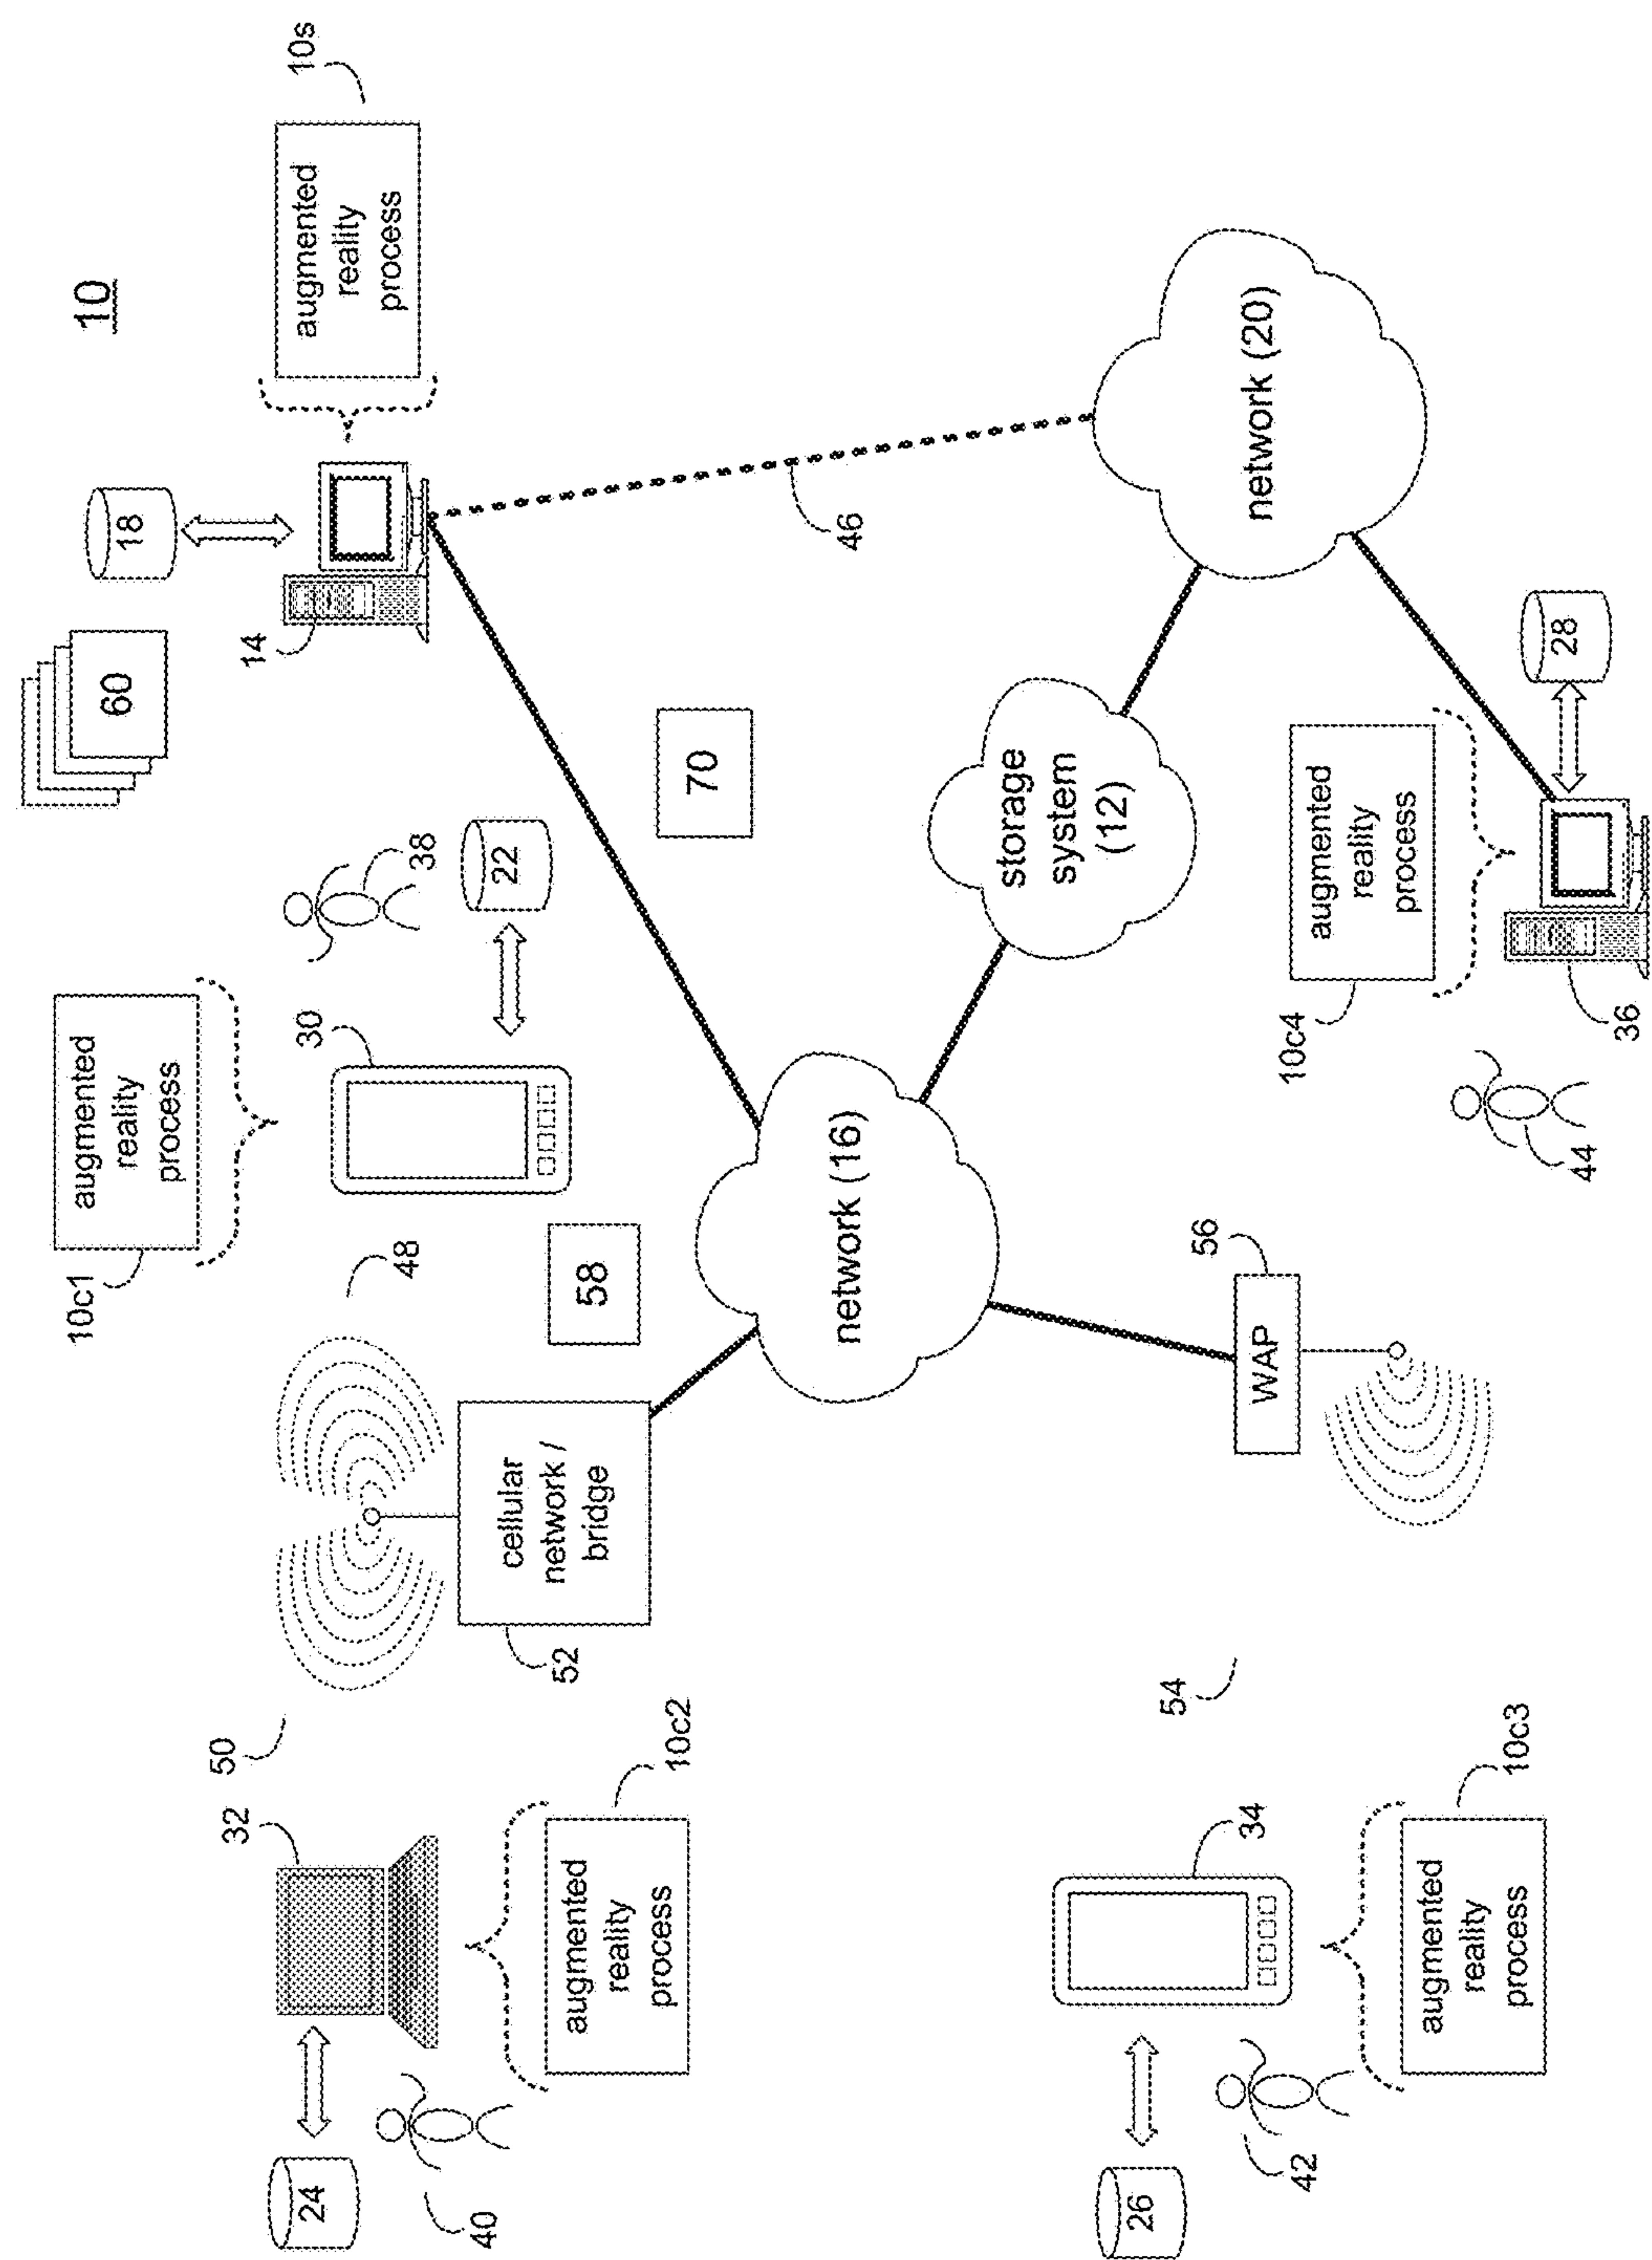 10
60
18
14
10s
augmented
reality
process
10c1
augmented
reality
process
30
38
22
48
50
32
24
40
52
cellular
network /
bridge
58
70
46
augmented
reality
process
10c2
network (16)
storage
system
(12)
network (20)
54
56
WAP
34
26
42
augmented
reality
process
10c3
10c4
augmented
reality
process
28
36
44